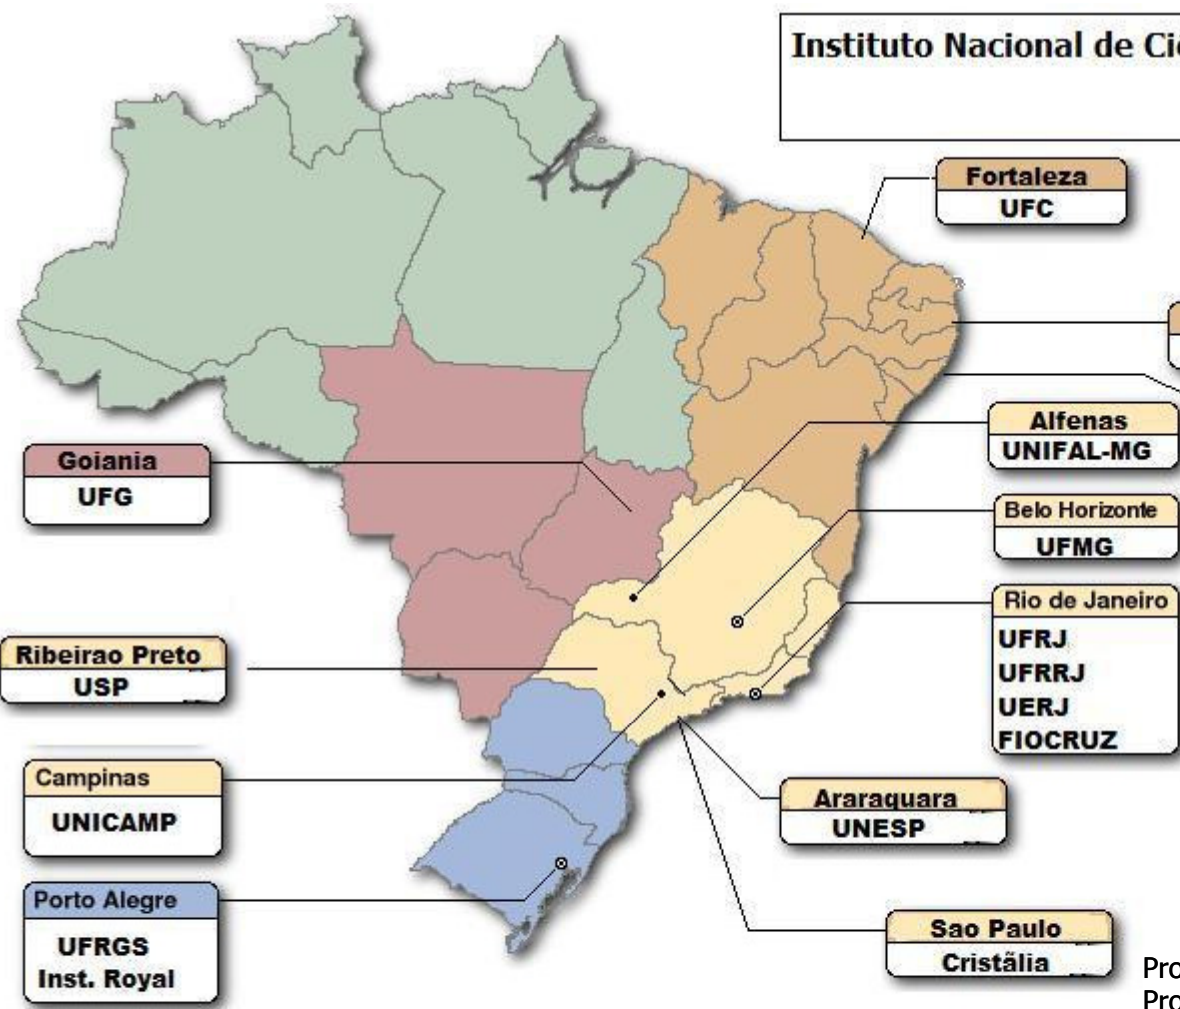 Instituto Nacional de Ci
Fortaleza
UFC
Alfenas
UNIFAL-MG
Goiania
UFG
Belo Horizonte
UFMG
Rio de Janeiro
UFRJ
UFRRJ
UERJ
FIOCRUZ
Ribeirao Preto
USP
Campinas
UNICAMP
Araraquara
UNESP
Porto Alegre
UFRGS
Inst. Royal
Sao Paulo
Cristãlia
Pro
Pro